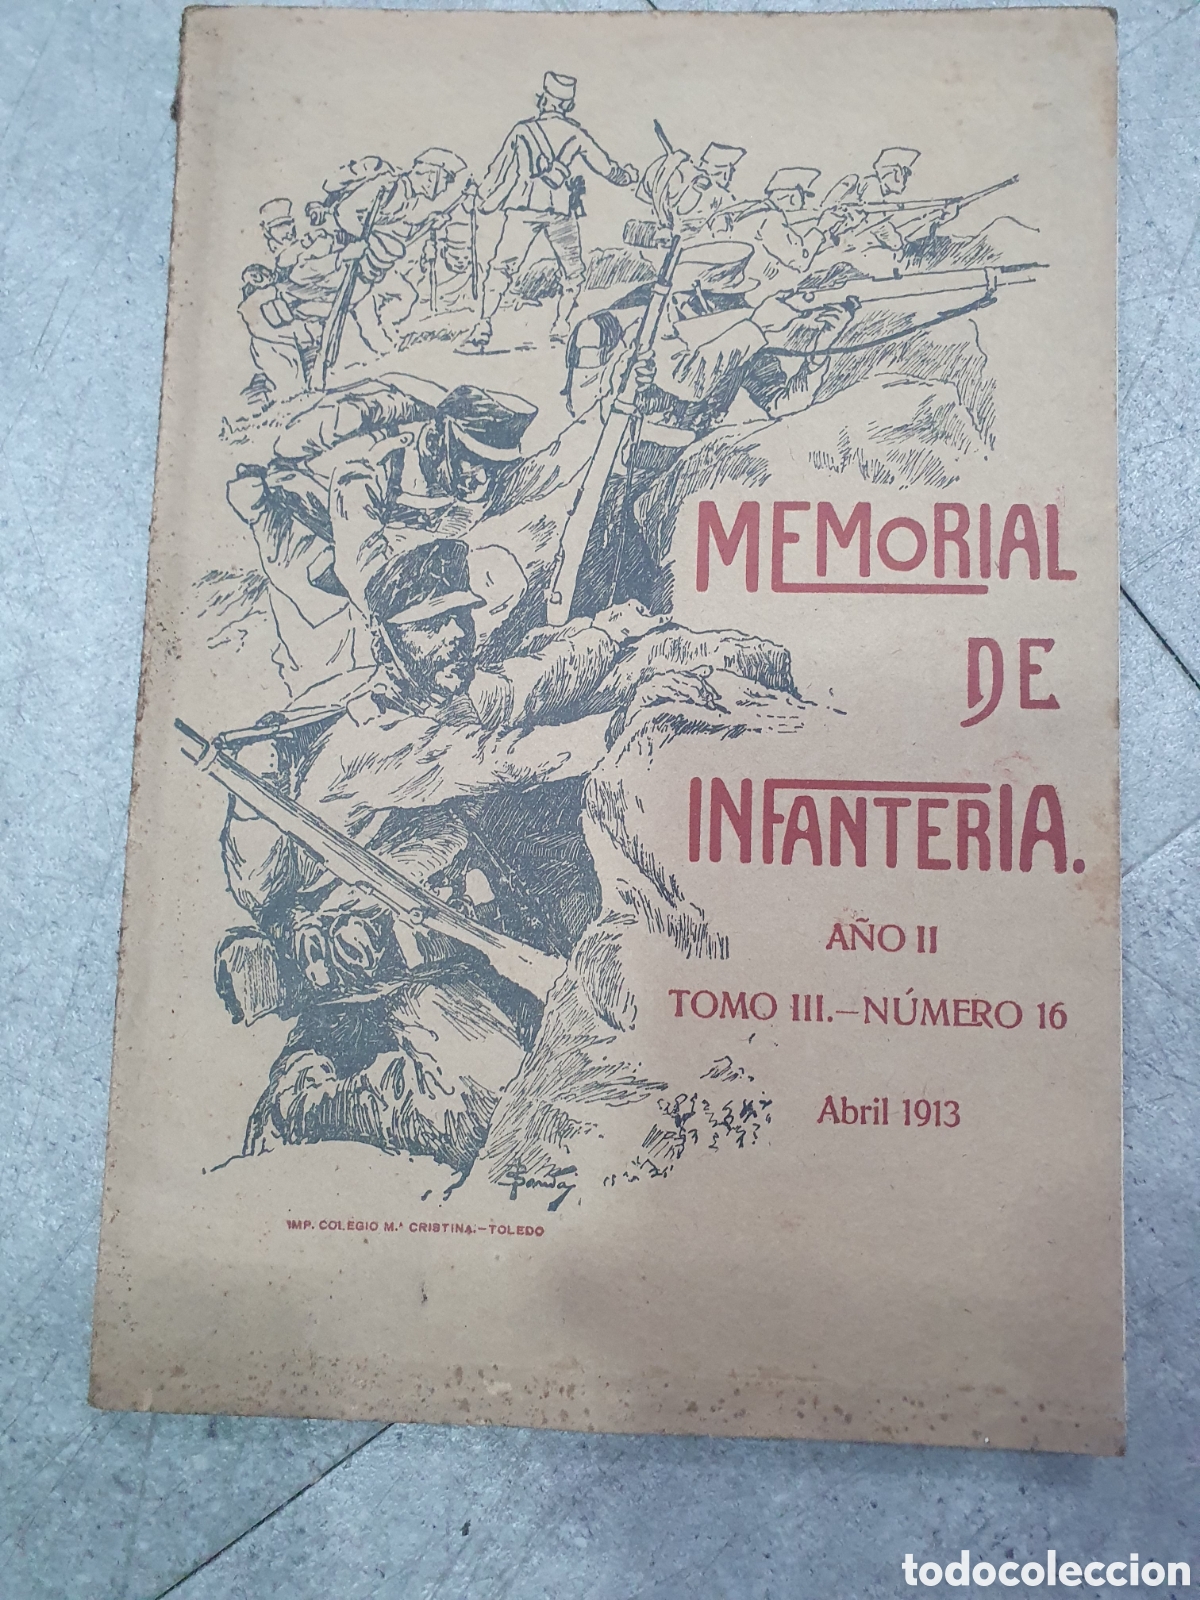 MEMORIAL
DE
INFANTERIA.
AÑO II
TOMO III.—NÚMERO 16
Abril 1913
IMP. COLEGIO M.ª CRISTINA.—TOLEDO
todocoleccion